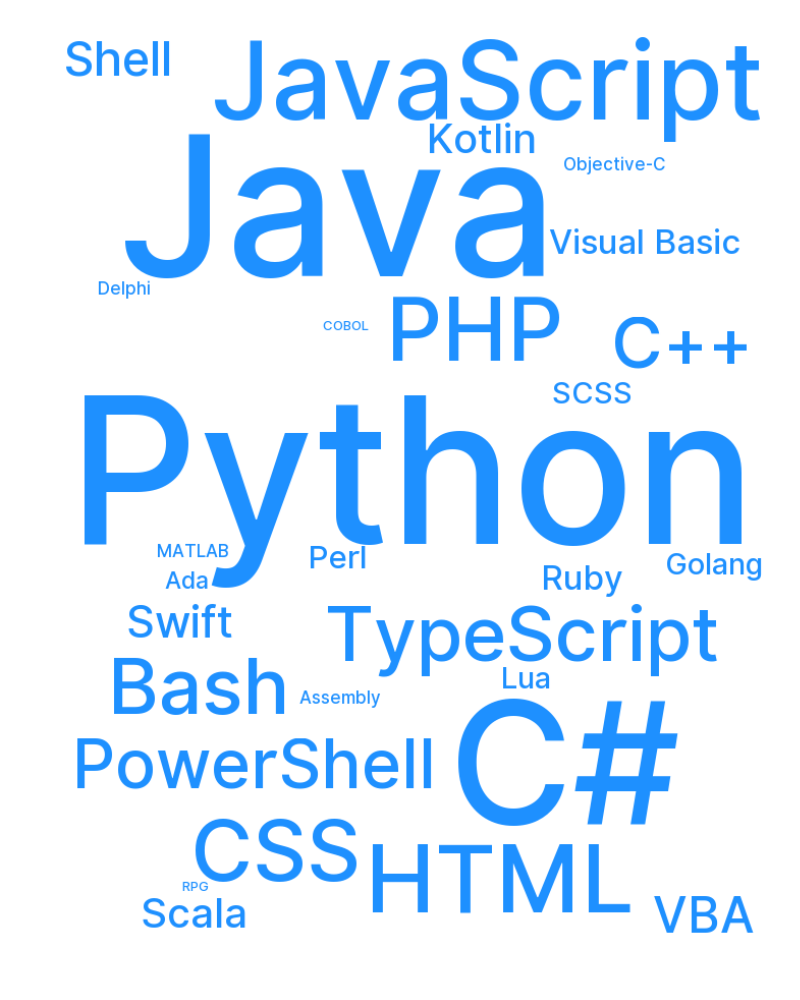 Shell
JavaScript
Kotlin
Objective-C
Java
Visual Basic
Delphi
COBOL
PHP
C++
SCSS
Python
MATLAB
Perl
Golang
Ada
Ruby
Swift
TypeScript
Lua
Bash
Assembly
PowerShell
C#
CSS
HTML
RPG
Scala
VBA